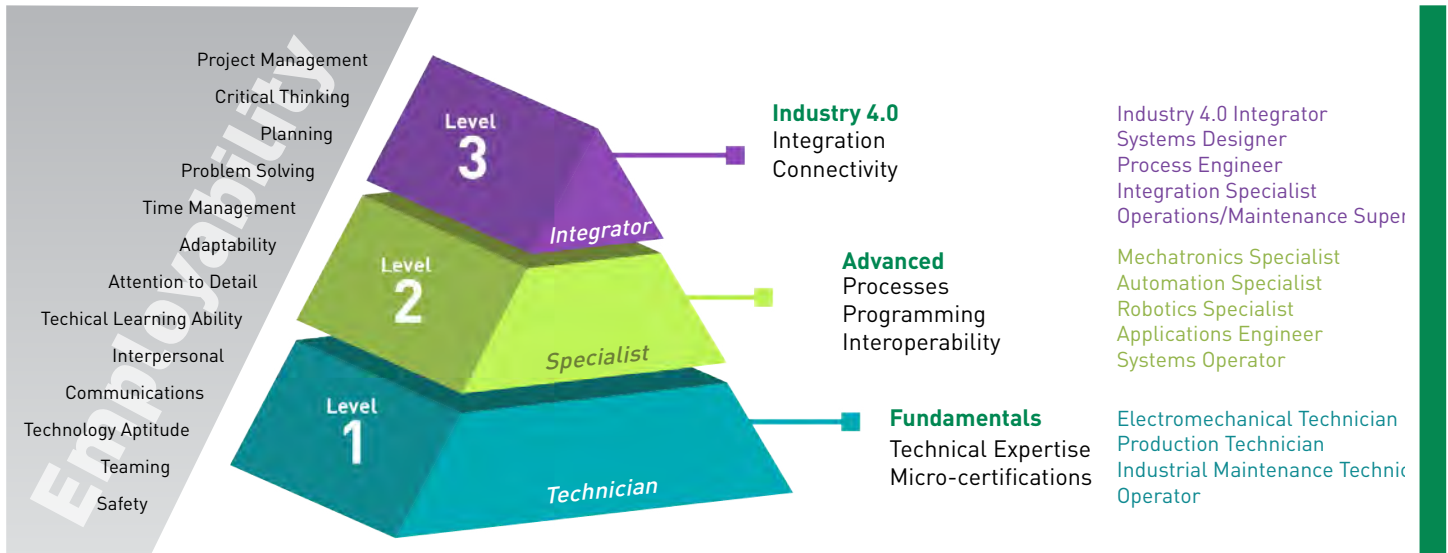 Employability
Project Management
Critical Thinking
Planning
Problem Solving
Time Management
Adaptability
Attention to Detail
Techical Learning Ability
Interpersonal
Communications
Technology Aptitude
Teaming
Safety
Level
3
Integrator
Level
2
Specialist
Level
1
Technician
Industry 4.0
Integration
Connectivity
Advanced
Processes
Programming
Interoperability
Fundamentals
Technical Expertise
Micro-certifications
Industry 4.0 Integrator
Systems Designer
Process Engineer
Integration Specialist
Operations/Maintenance Super
Mechatronics Specialist
Automation Specialist
Robotics Specialist
Applications Engineer
Systems Operator
Electromechanical Technician
Production Technician
Industrial Maintenance Technic
Operator